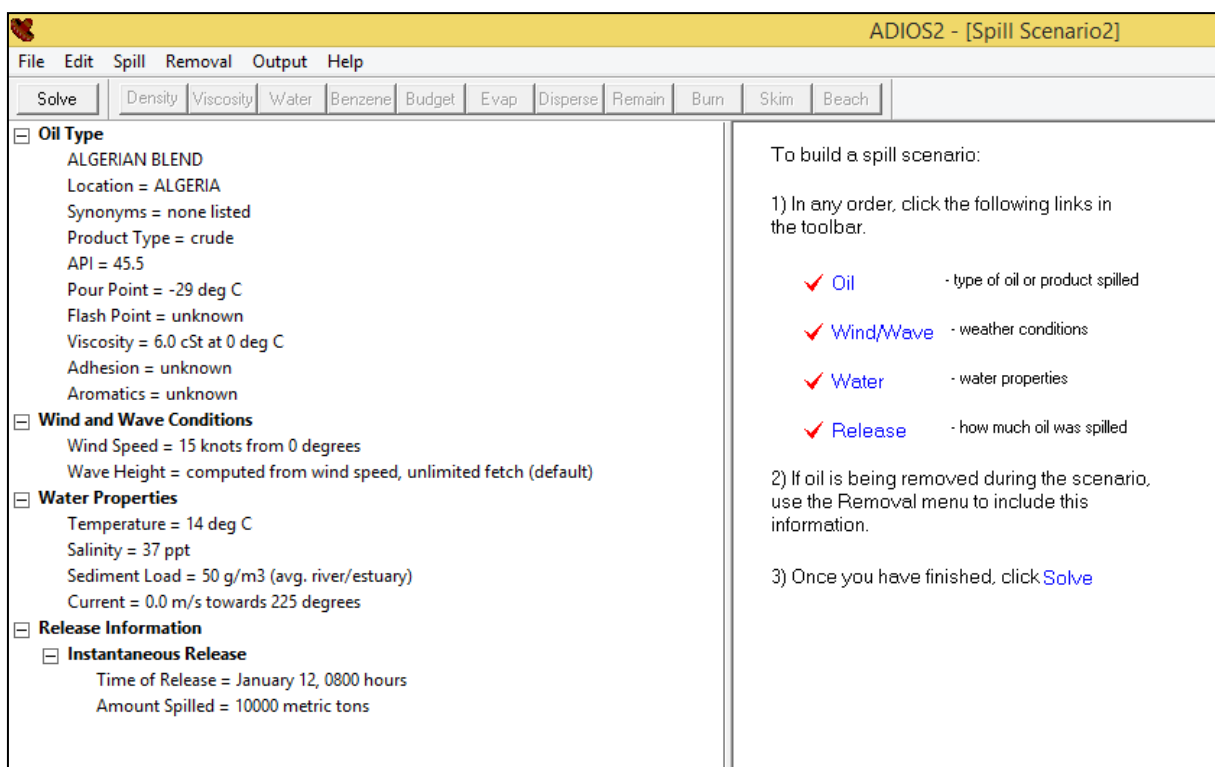 ADIOS2 - [Spill Scenario2]
File Edit Spill Removal Output Help
Solve Density Viscosity Water Benzene Budget Evap Disperse Remain Burn Skim Beach
Oil Type
ALGERIAN BLEND
Location = ALGERIA
Synonyms = none listed
Product Type = crude
API = 45.5
Pour Point = -29 deg C
Flash Point = unknown
Viscosity = 6.0 cSt at 0 deg C
Adhesion = unknown
Aromatics = unknown
Wind and Wave Conditions
Wind Speed = 15 knots from 0 degrees
Wave Height = computed from wind speed, unlimited fetch (default)
Water Properties
Temperature = 14 deg C
Salinity = 37 ppt
Sediment Load = 50 g/m3 (avg. river/estuary)
Current = 0.0 m/s towards 225 degrees
Release Information
Instantaneous Release
Time of Release = January 12, 0800 hours
Amount Spilled = 10000 metric tons
To build a spill scenario:
1) In any order, click the following links in
the toolbar.
Oil - type of oil or product spilled
Wind/Wave - weather conditions
Water - water properties
Release - how much oil was spilled
2) If oil is being removed during the scenario,
use the Removal menu to include this
information.
3) Once you have finished, click Solve